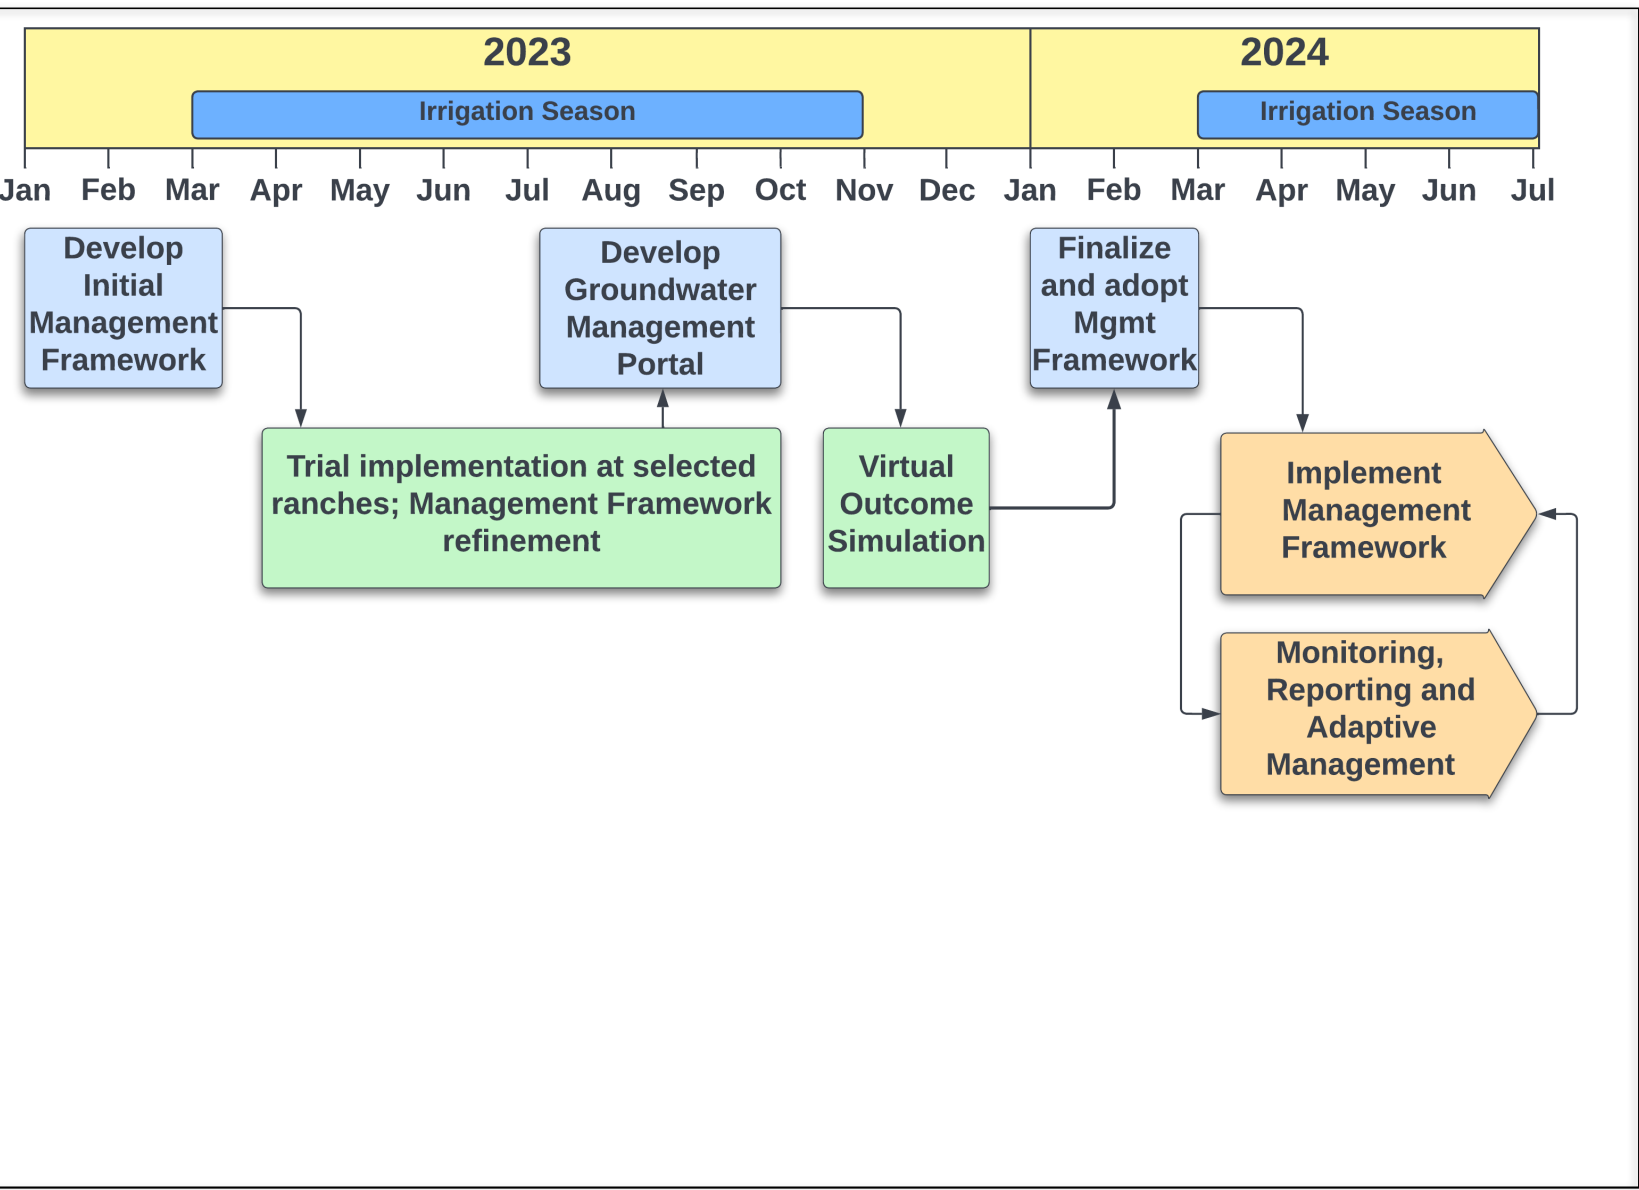 2023
2024
Irrigation Season
Irrigation Season
Jan Feb Mar Apr May Jun Jul Aug Sep Oct Nov Dec Jan Feb Mar Apr May Jun Jul
Develop
Initial
Management
Framework
Develop
Groundwater
Management
Portal
Finalize
and adopt
Mgmt
Framework
Trial implementation at selected
ranches; Management Framework
refinement
Virtual
Outcome
Simulation
Implement
Management
Framework
Monitoring,
Reporting and
Adaptive
Management